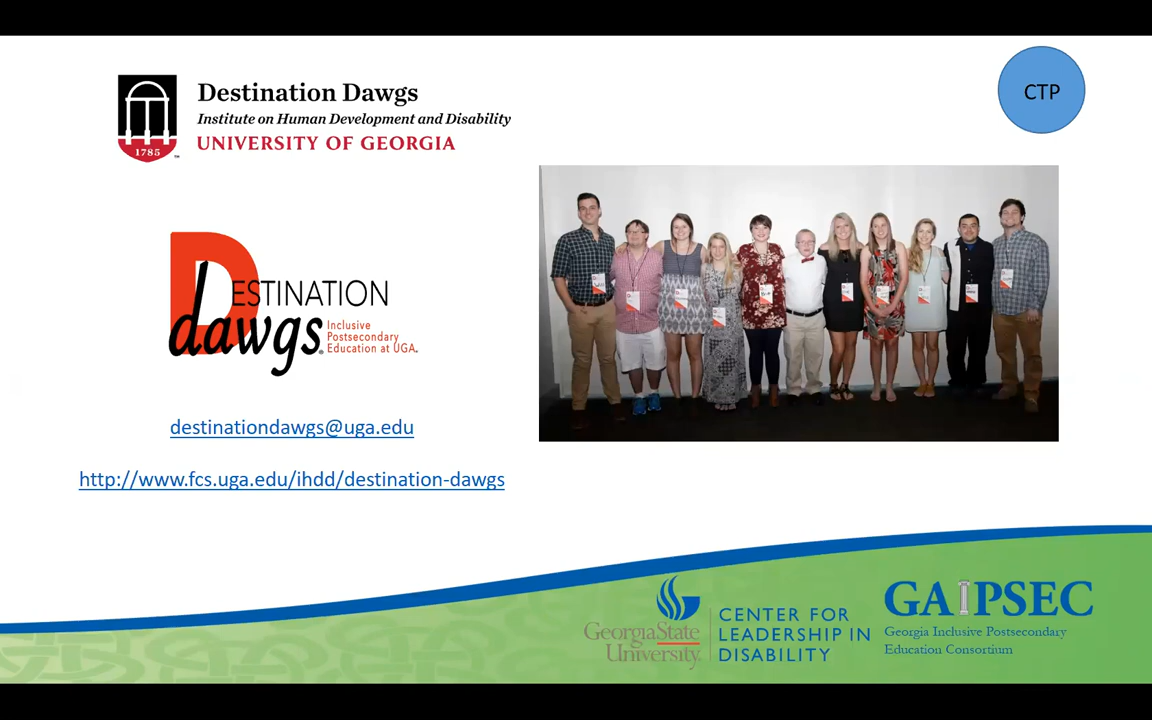 Destination Dawgs
Institute on Human Development and Disability
UNIVERSITY OF GEORGIA
1785
CTP
DESTINATION
dawgs
Inclusive
Postsecondary
Education at UGA.
destinationdawgs@uga.edu
http://www.fcs.uga.edu/ihdd/destination-dawgs
GeorgiaState
University
CENTER FOR
LEADERSHIP IN
DISABILITY
GAIPSEC
Georgia Inclusive Postsecondary
Education Consortium